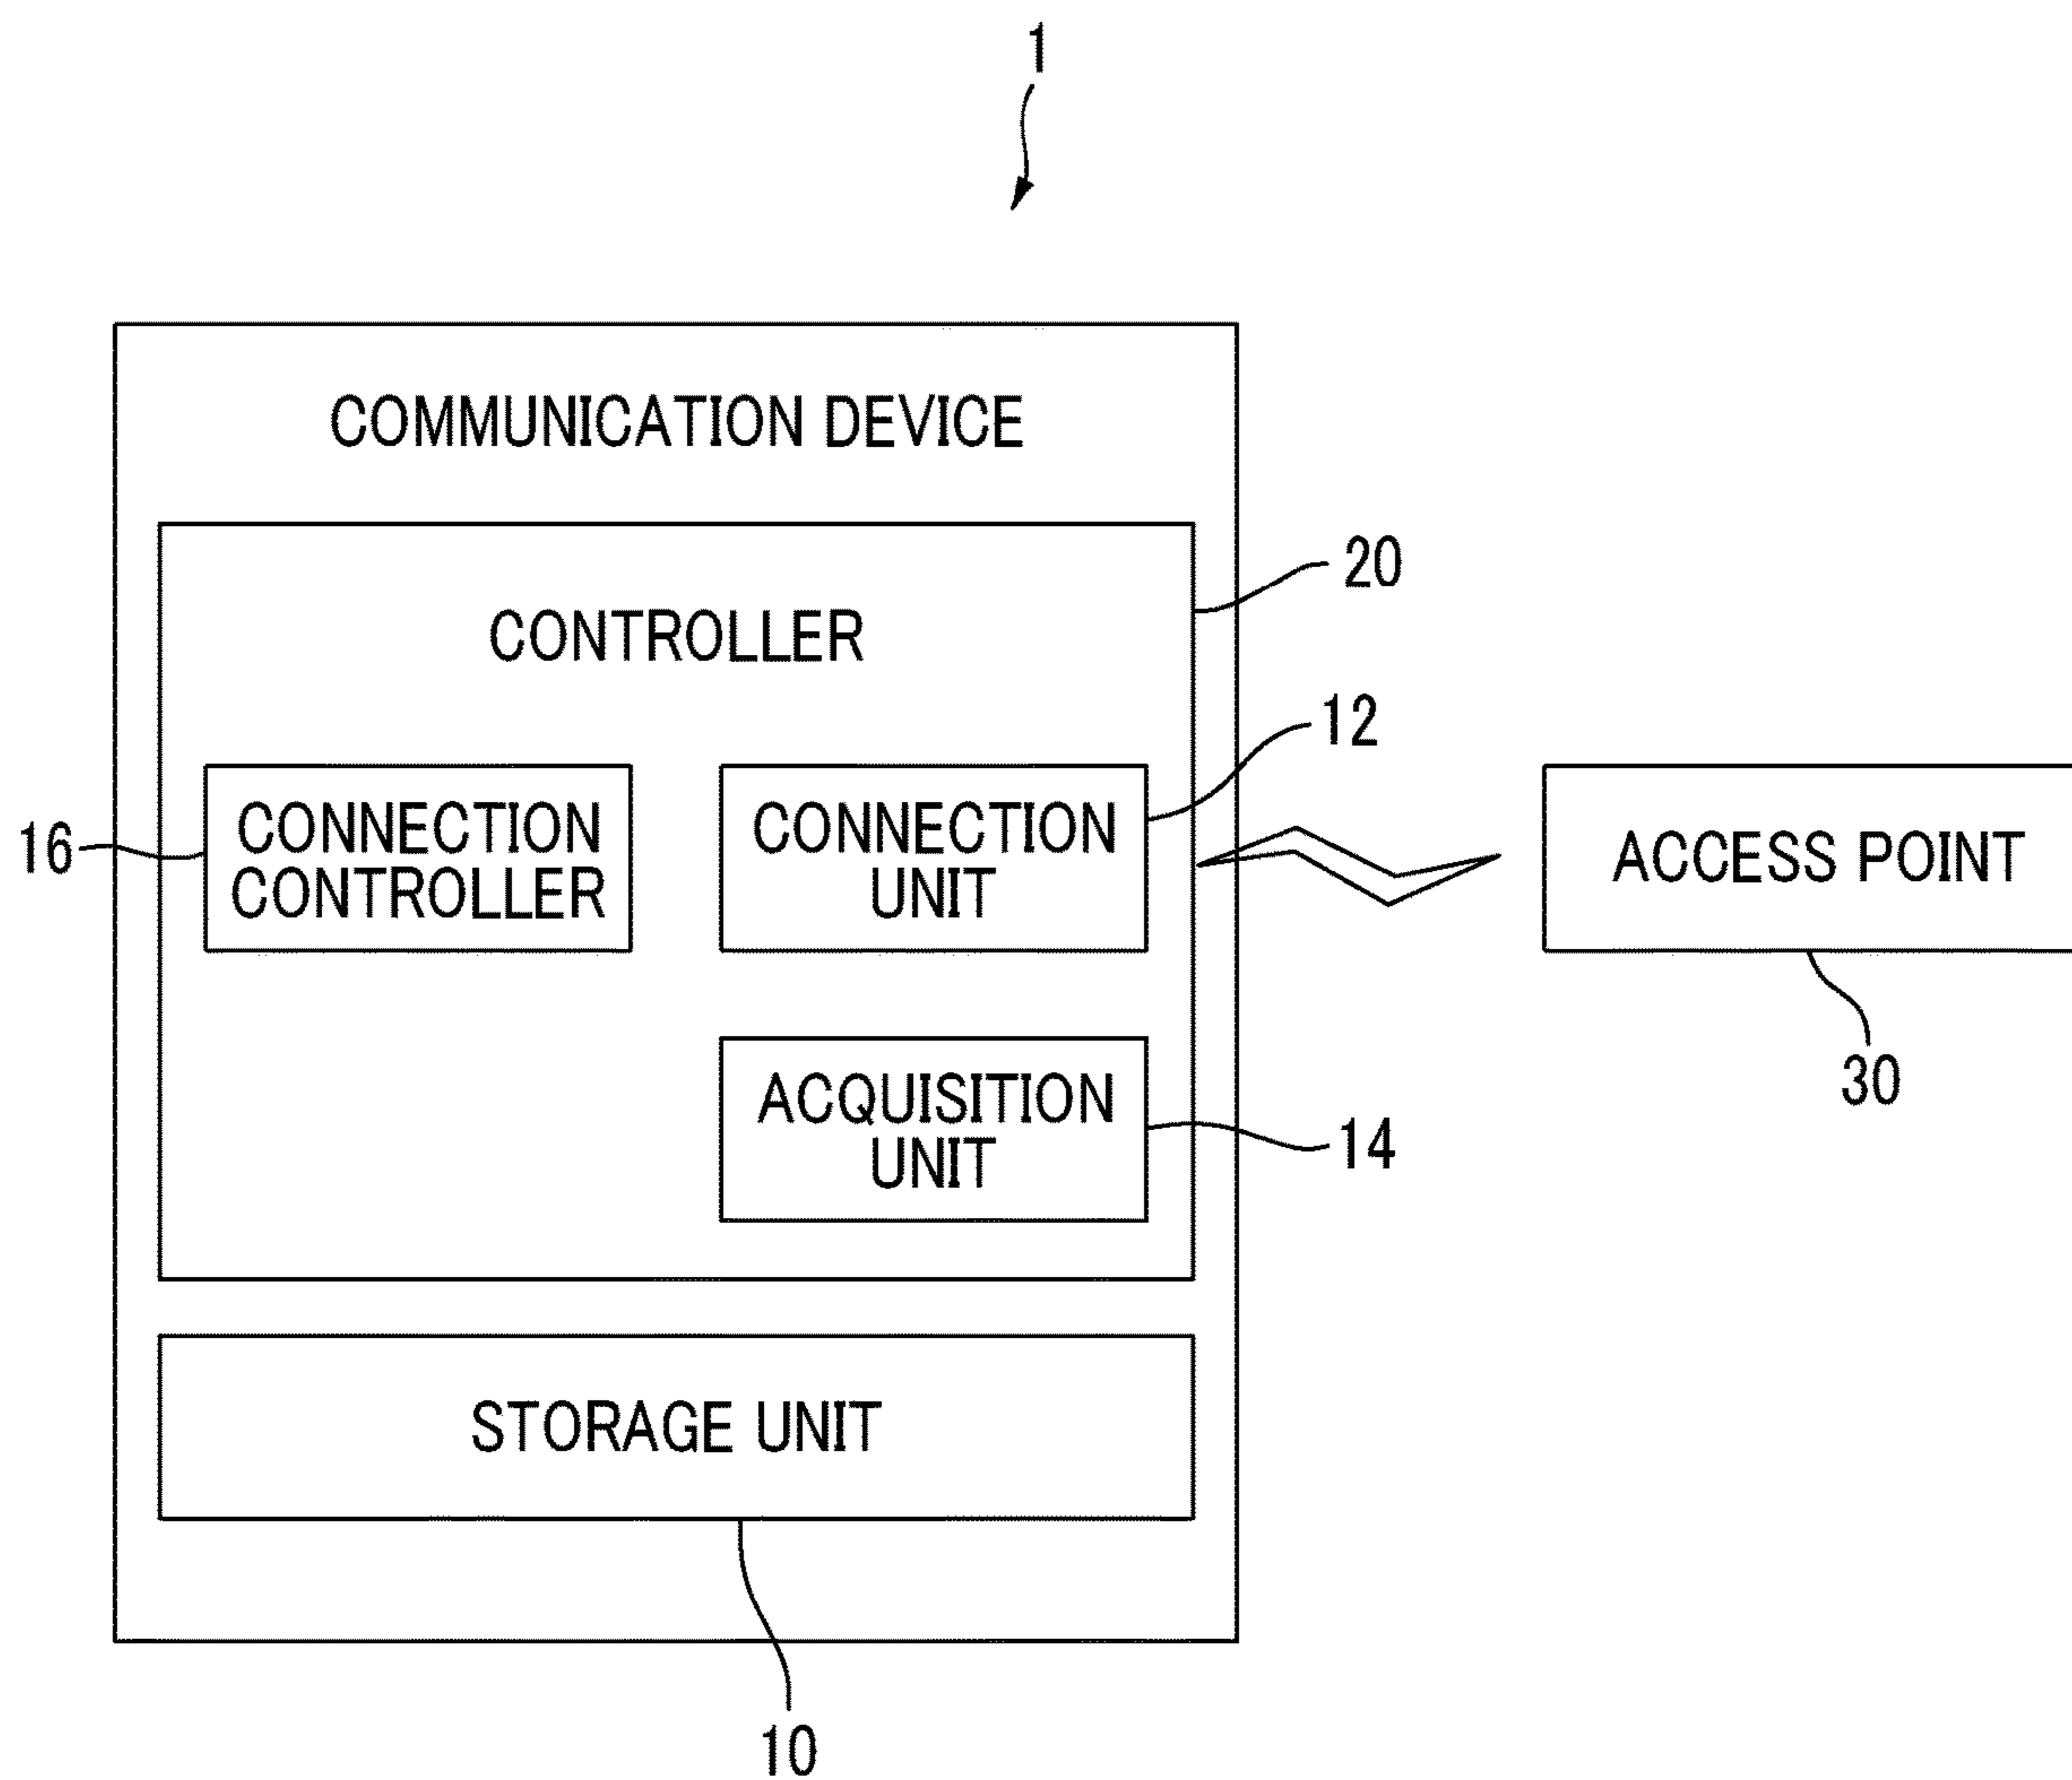 1
COMMUNICATION DEVICE
20
CONTROLLER
12
16
CONNECTION
CONTROLLER
CONNECTION
UNIT
ACCESS POINT
30
ACQUISITION
UNIT
14
STORAGE UNIT
10